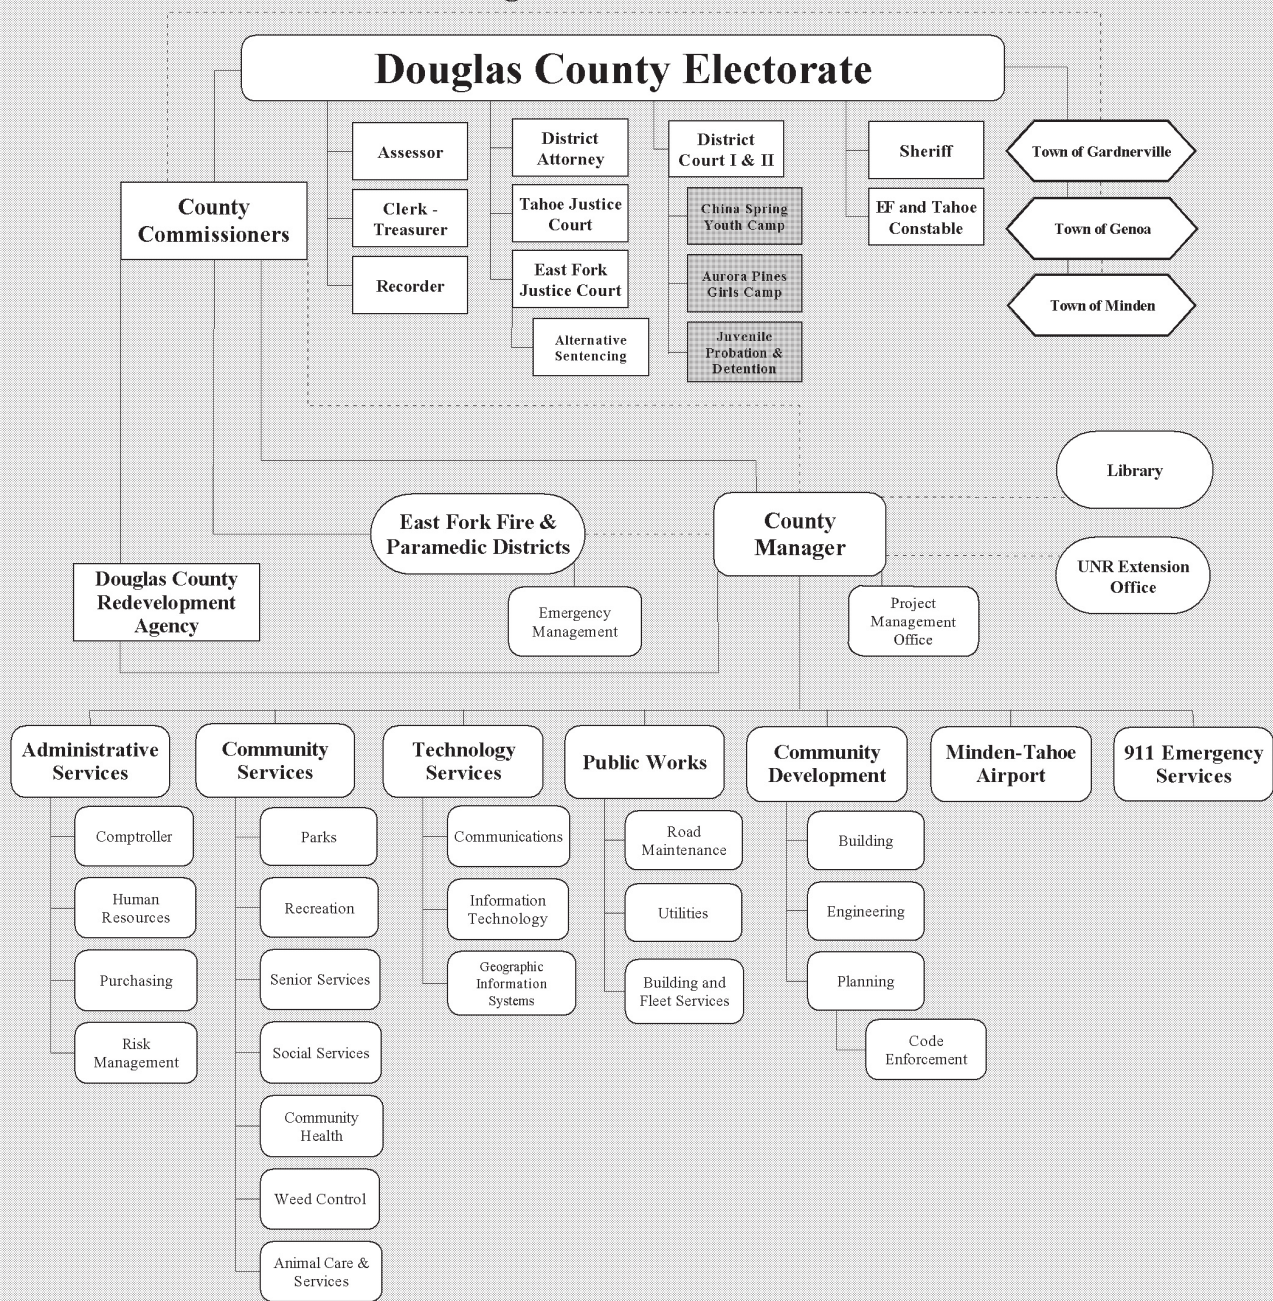 Douglas County Electorate
Assessor
Clerk -
Treasurer
Recorder
District
Attorney
Tahoe Justice
Court
East Fork
Justice Court
Alternative
Sentencing
District
Court I & II
China Spring
Youth Camp
Aurora Pines
Girls Camp
Juvenile
Probation &
Detention
Sheriff
EF and Tahoe
Constable
Town of Gardnerville
Town of Genoa
Town of Minden
County
Commissioners
Library
East Fork Fire &
Paramedic Districts
County
Manager
UNR Extension
Office
Douglas County
Redevelopment
Agency
Emergency
Management
Project
Management
Office
Administrative
Services
Comptroller
Human
Resources
Purchasing
Risk
Management
Community
Services
Parks
Recreation
Senior Services
Social Services
Community
Health
Weed Control
Animal Care &
Services
Technology
Services
Communications
Information
Technology
Geographic
Information
Systems
Public Works
Road
Maintenance
Utilities
Building and
Fleet Services
Community
Development
Building
Engineering
Planning
Code
Enforcement
Minden-Tahoe
Airport
911 Emergency
Services